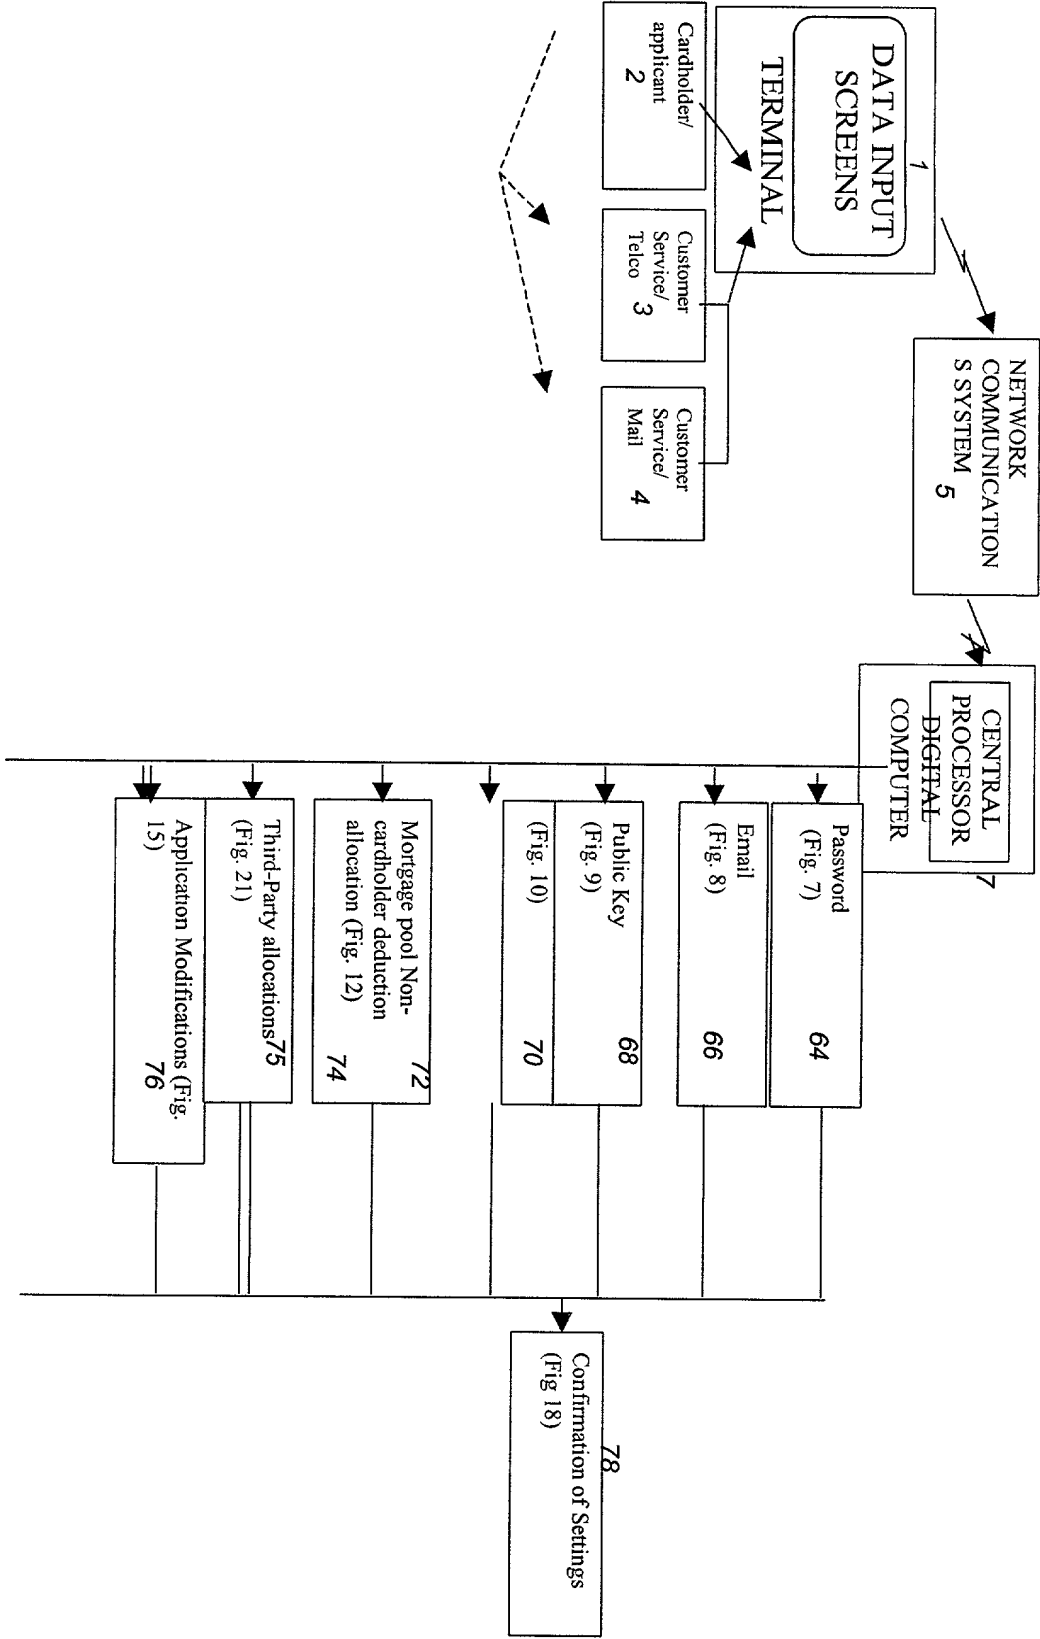 1
DATA INPUT
SCREENS
TERMINAL
Cardholder/
applicant
2
Customer
Service/
Telco 3
Customer
Service/
Mail 4
NETWORK
COMMUNICATION
S SYSTEM
5
CENTRAL
PROCESSOR
DIGITAL
COMPUTER
7
Password
(Fig. 7)
64
Email
(Fig. 8)
66
Public Key
(Fig. 9)
68
(Fig. 10)
70
72
Mortgage pool Non-
cardholder deduction
allocation (Fig. 12)
74
Third-Party allocations 75
(Fig. 21)
Application Modifications (Fig.
15)
76
78
Confirmation of Settings
(Fig 18)